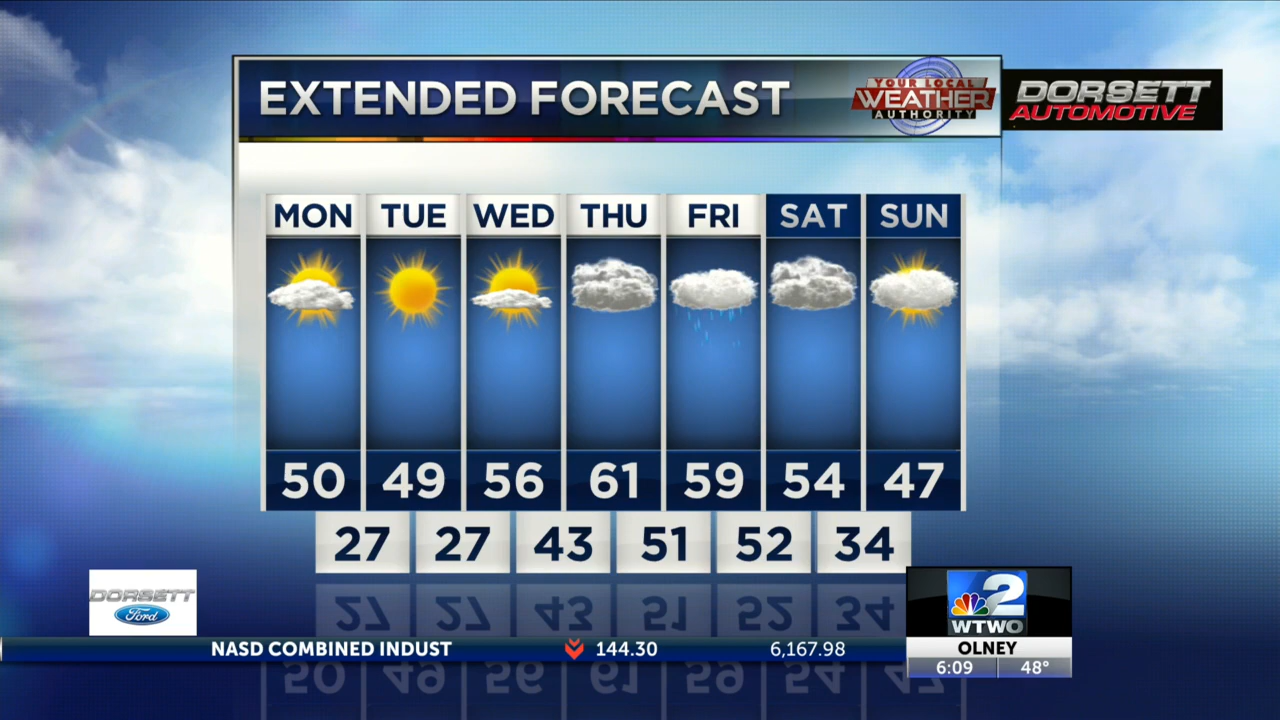 EXTENDED FORECAST
YOUR LOCAL
WEATHER
AUTHORITY
DORSETT
AUTOMOTIVE
MON TUE WED THU FRI SAT SUN
50 49 56 61 59 54 47
27 27 43 51 52 34
DORSETT
Ford
2
WTWO
NASD COMBINED INDUST 144.30 6,167.98
OLNEY
6:09 48°